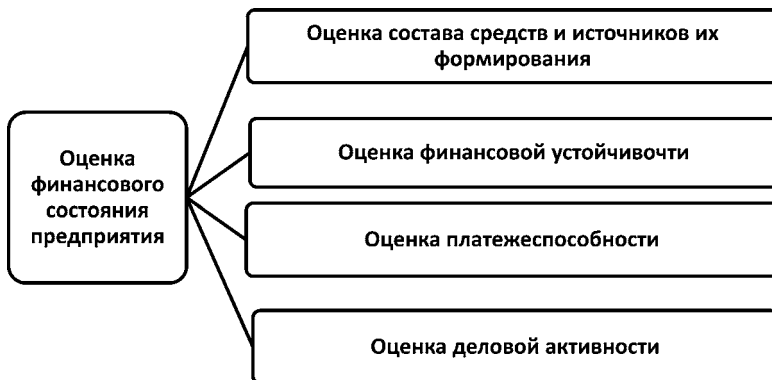 Оценка состава средств и источников их
формирования
Оценка
финансового
состояния
предприятия
Оценка финансовой устойчивочти
Оценка платежеспособности
Оценка деловой активности